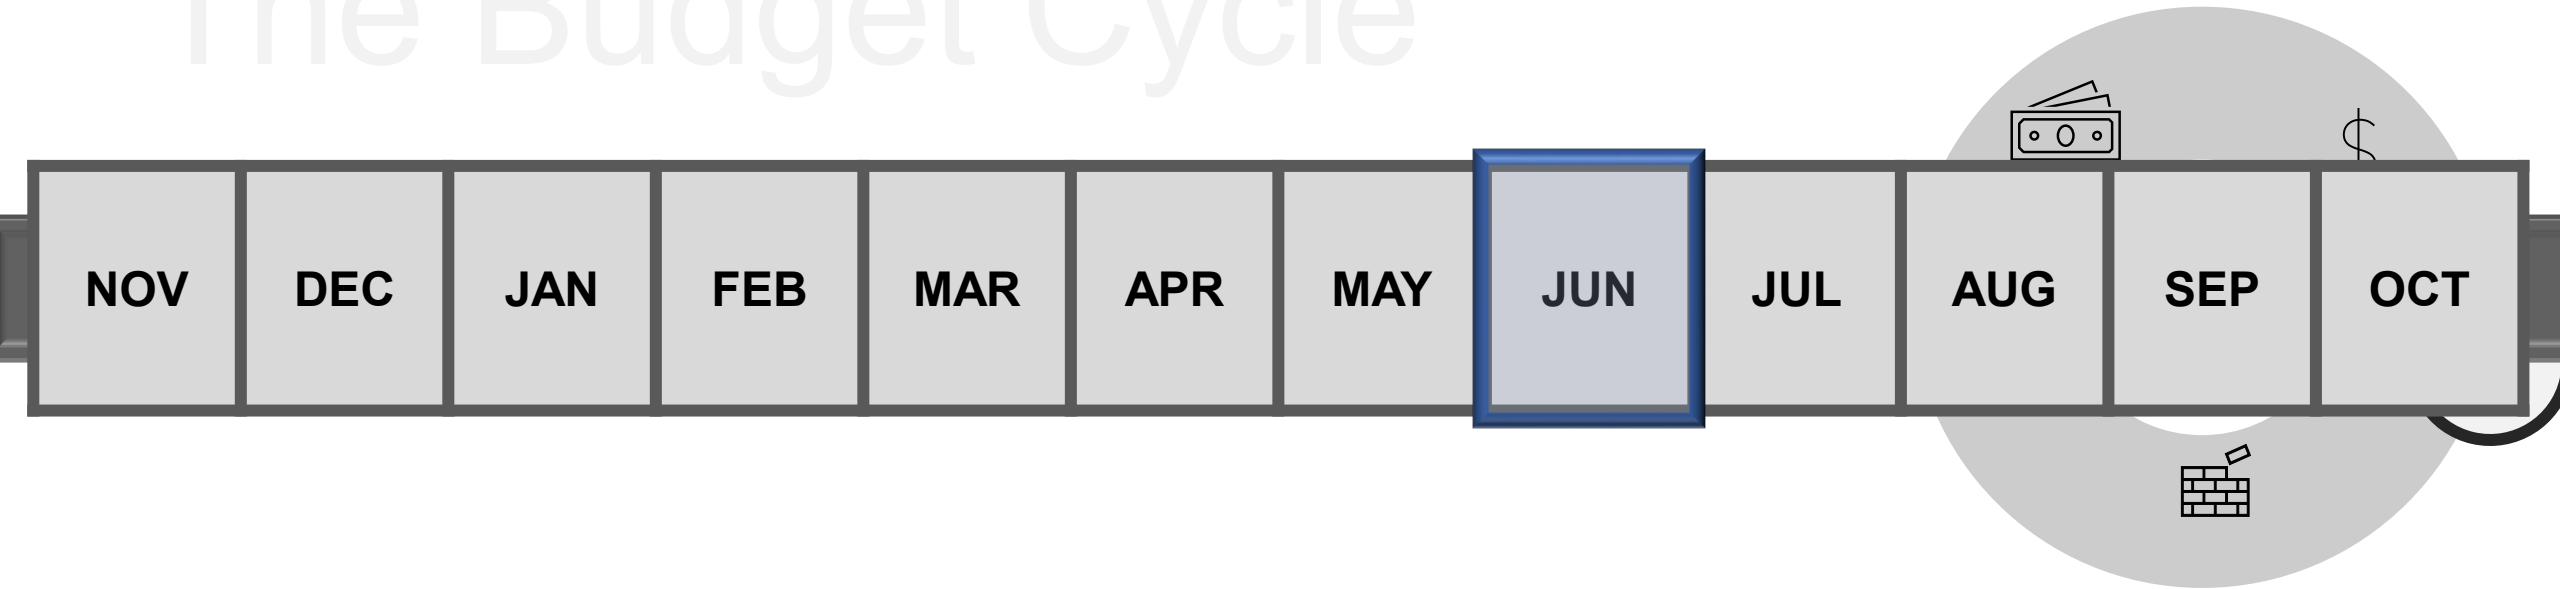 The Budget Cycle
NOV DEC JAN FEB MAR APR MAY JUN JUL AUG SEP OCT
$